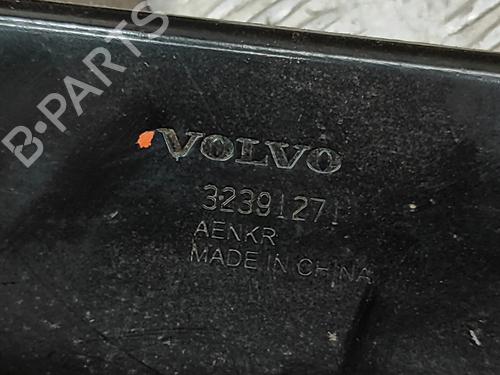 B-PARTS
VOLVO
32391271
AENKR
MADE IN CHINA